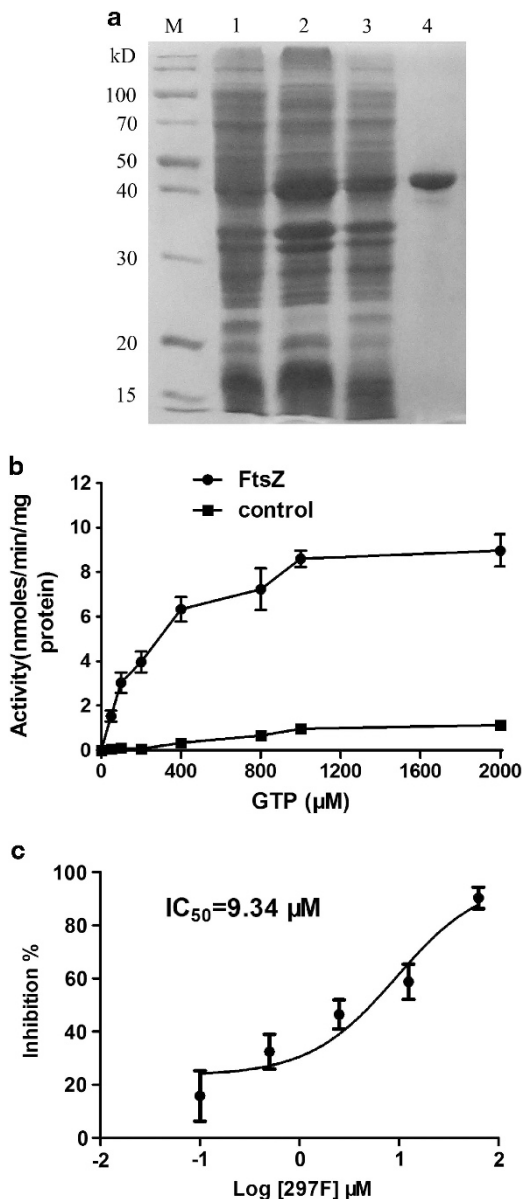 a
M 1 2 3 4
kD
100
70
50
40
30
20
15
b
FtsZ
control
Activity(nmoles/min/mg
protein)
12
10
8
6
4
2
0
0 400 800 1200 1600 2000
GTP (µM)
c
IC50=9.34 µM
Inhibition %
100
80
60
40
20
0
-2 -1 0 1 2
Log [297F] µM